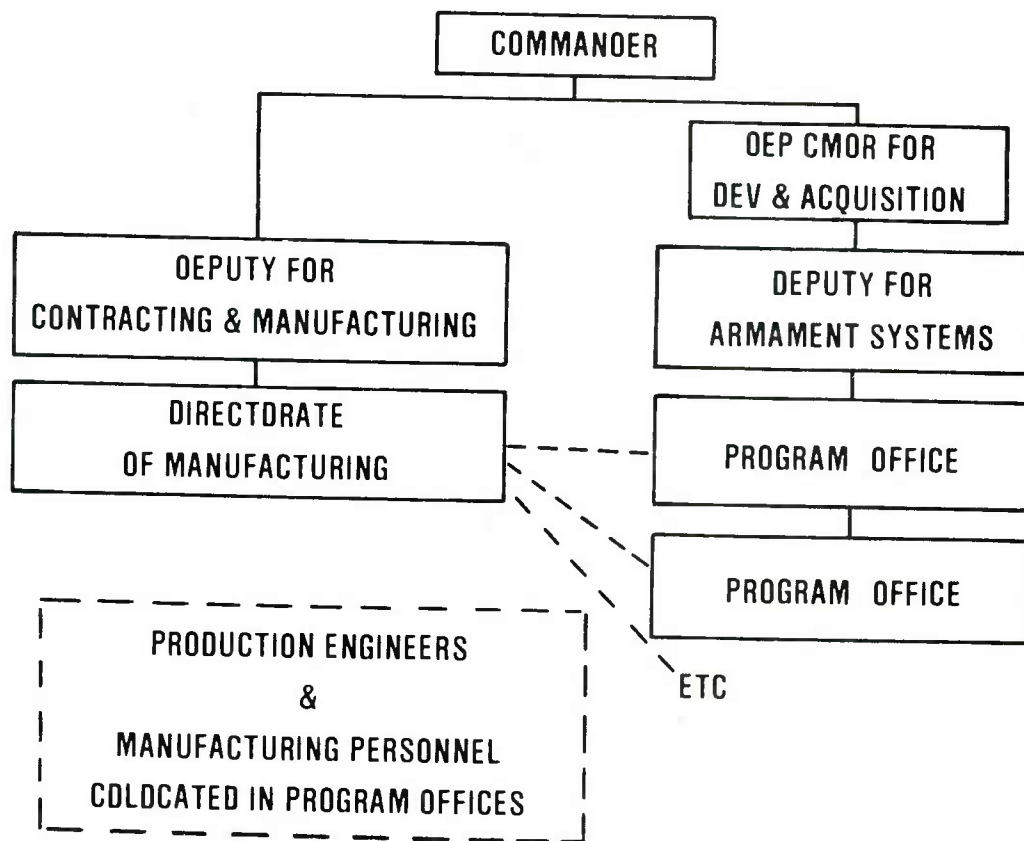 COMMANOER
OEP CMOR FOR
DEV & ACQUISITION
OEPUTY FOR
CONTRACTING & MANUFACTURING
DEPUTY FOR
ARMAMENT SYSTEMS
DIRECTDRATE
OF MANUFACTURING
PROGRAM OFFICE
PROGRAM OFFICE
ETC
PRODUCTION ENGINEERS
&
MANUFACTURING PERSONNEL
CDLDCATED IN PROGRAM OFFICES